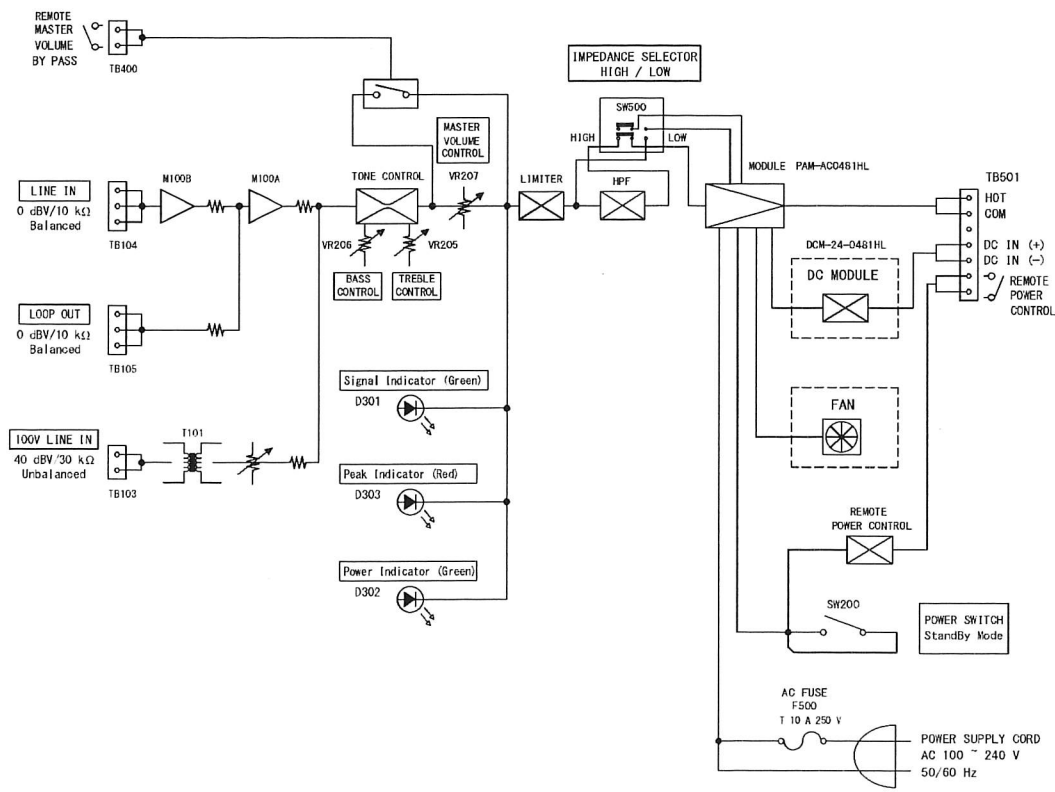 REMOTE
MASTER
VOLUME
BY PASS
TB400
IMPEDANCE SELECTOR
HIGH / LOW
SW500
HIGH
LOW
MASTER
VOLUME
CONTROL
LINE IN
0 dBV/10 kΩ
Balanced
TB104
M100B
M100A
TONE CONTROL
VR207
LIMITER
HPF
MODULE PAM-AC0481HL
TB501
HOT
COM
DC IN (+)
DC IN (-)
REMOTE
POWER
CONTROL
VR206
VR205
BASS
CONTROL
TREBLE
CONTROL
DCM-24-0481HL
DC MODULE
LOOP OUT
0 dBV/10 kΩ
Balanced
TB105
Signal Indicator (Green)
D301
FAN
100V LINE IN
40 dBV/30 kΩ
Unbalanced
TB103
T101
Peak Indicator (Red)
D303
REMOTE
POWER CONTROL
Power Indicator (Green)
D302
SW200
POWER SWITCH
StandBy Mode
AC FUSE
F500
T 10 A 250 V
POWER SUPPLY CORD
AC 100 ~ 240 V
50/60 Hz